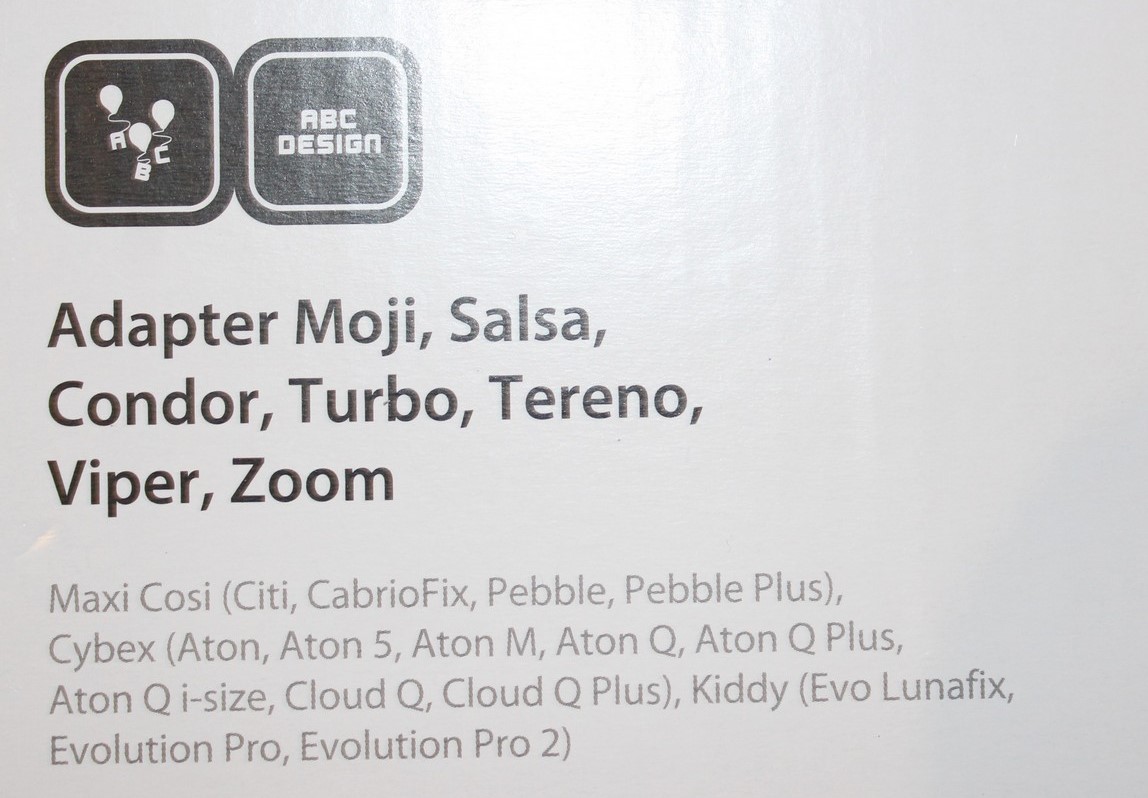 A
B
C
ABC
DESIGN
Adapter Moji, Salsa,
Condor, Turbo, Tereno,
Viper, Zoom
Maxi Cosi (Citi, CabrioFix, Pebble, Pebble Plus),
Cybex (Aton, Aton 5, Aton M, Aton Q, Aton Q Plus,
Aton Q i-size, Cloud Q, Cloud Q Plus), Kiddy (Evo Lunafix,
Evolution Pro, Evolution Pro 2)